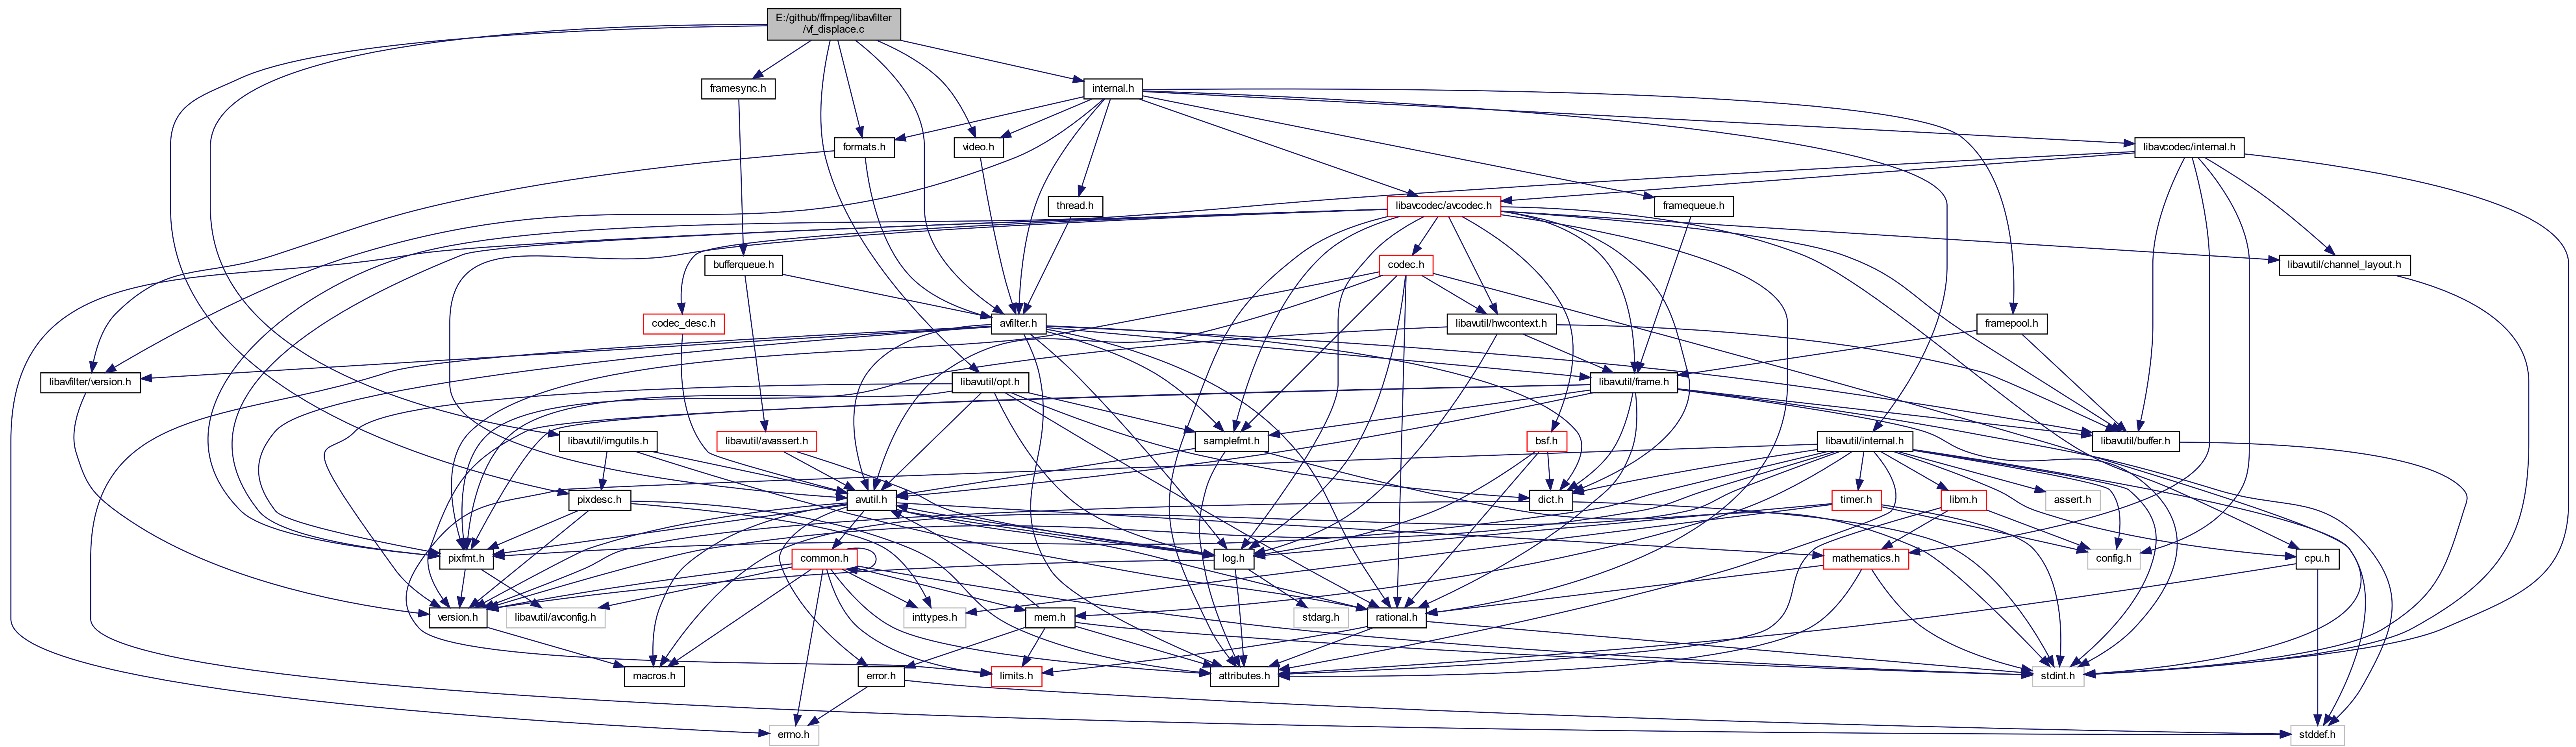 E:/github/ffmpeg/libavfilter
/vf_displace.c
framesync.h
internal.h
formats.h
video.h
libavcodec/internal.h
thread.h
libavcodec/avcodec.h
framequeue.h
bufferqueue.h
codec.h
libavutil/channel_layout.h
codec_desc.h
avfilter.h
libavutil/hwcontext.h
framepool.h
libavfilter/version.h
libavutil/opt.h
libavutil/frame.h
libavutil/imgutils.h
libavutil/avassert.h
samplefmt.h
bsf.h
libavutil/internal.h
libavutil/buffer.h
pixdesc.h
avutil.h
dict.h
timer.h
libm.h
assert.h
pixfmt.h
common.h
log.h
mathematics.h
config.h
cpu.h
version.h
libavutil/avconfig.h
inttypes.h
mem.h
stdarg.h
rational.h
macros.h
error.h
limits.h
attributes.h
stdint.h
errno.h
stddef.h